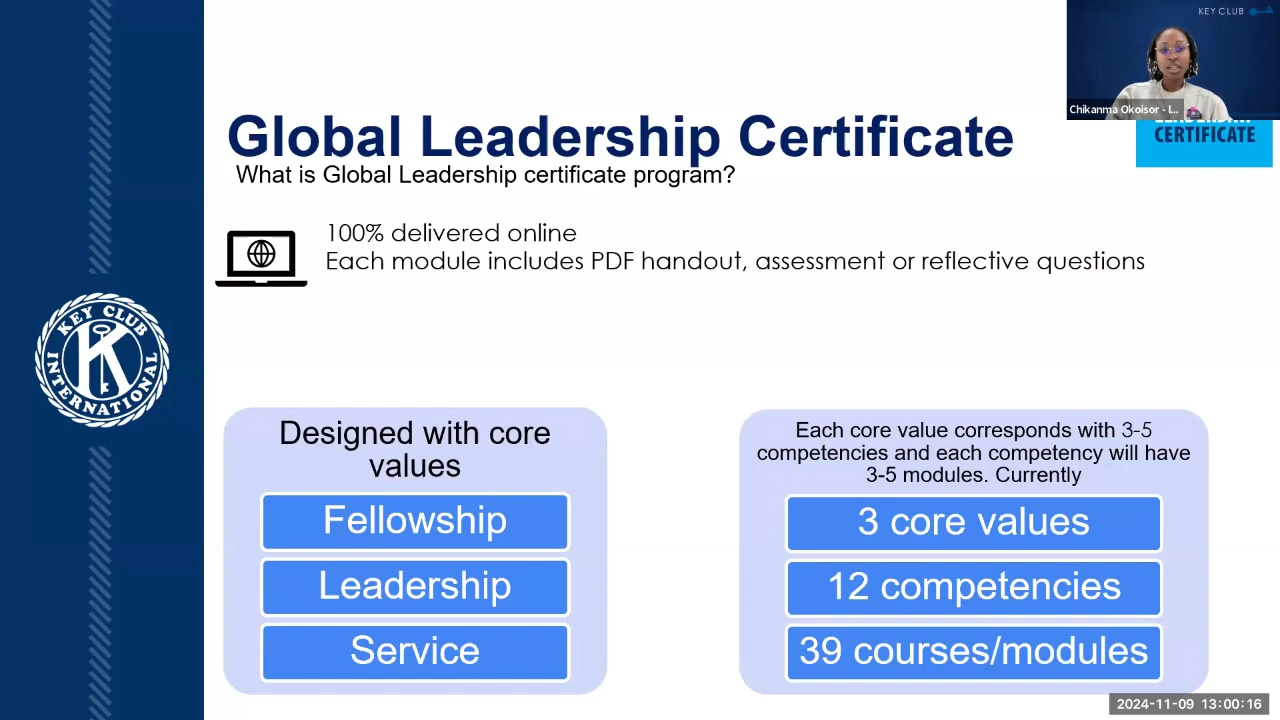 KEY CLUB
Chikanma Okoisor - I...
CERTIFICATE
Global Leadership Certificate
What is Global Leadership certificate program?
100% delivered online
Each module includes PDF handout, assessment or reflective questions
KEY CLUB
K
INTERNATIONAL
Designed with core
values
Fellowship
Leadership
Service
Each core value corresponds with 3-5
competencies and each competency will have
3-5 modules. Currently
3 core values
12 competencies
39 courses/modules
2024-11-09 13:00:16